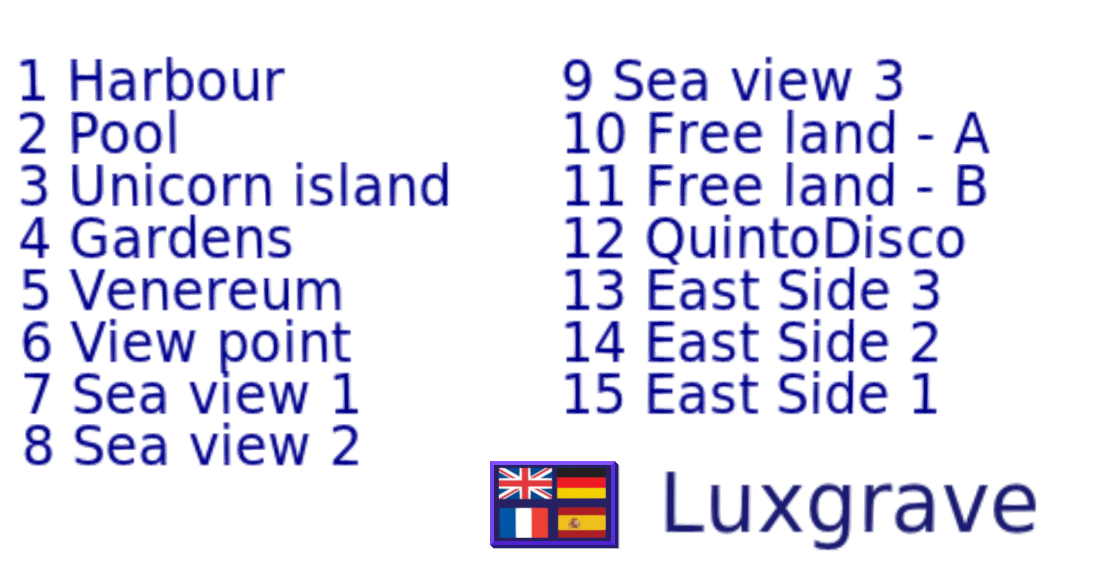 1 Harbour
2 Pool
3 Unicorn island
4 Gardens
5 Venereum
6 View point
7 Sea view 1
8 Sea view 2
9 Sea view 3
10 Free land - A
11 Free land - B
12 QuintoDisco
13 East Side 3
14 East Side 2
15 East Side 1
Luxgrave